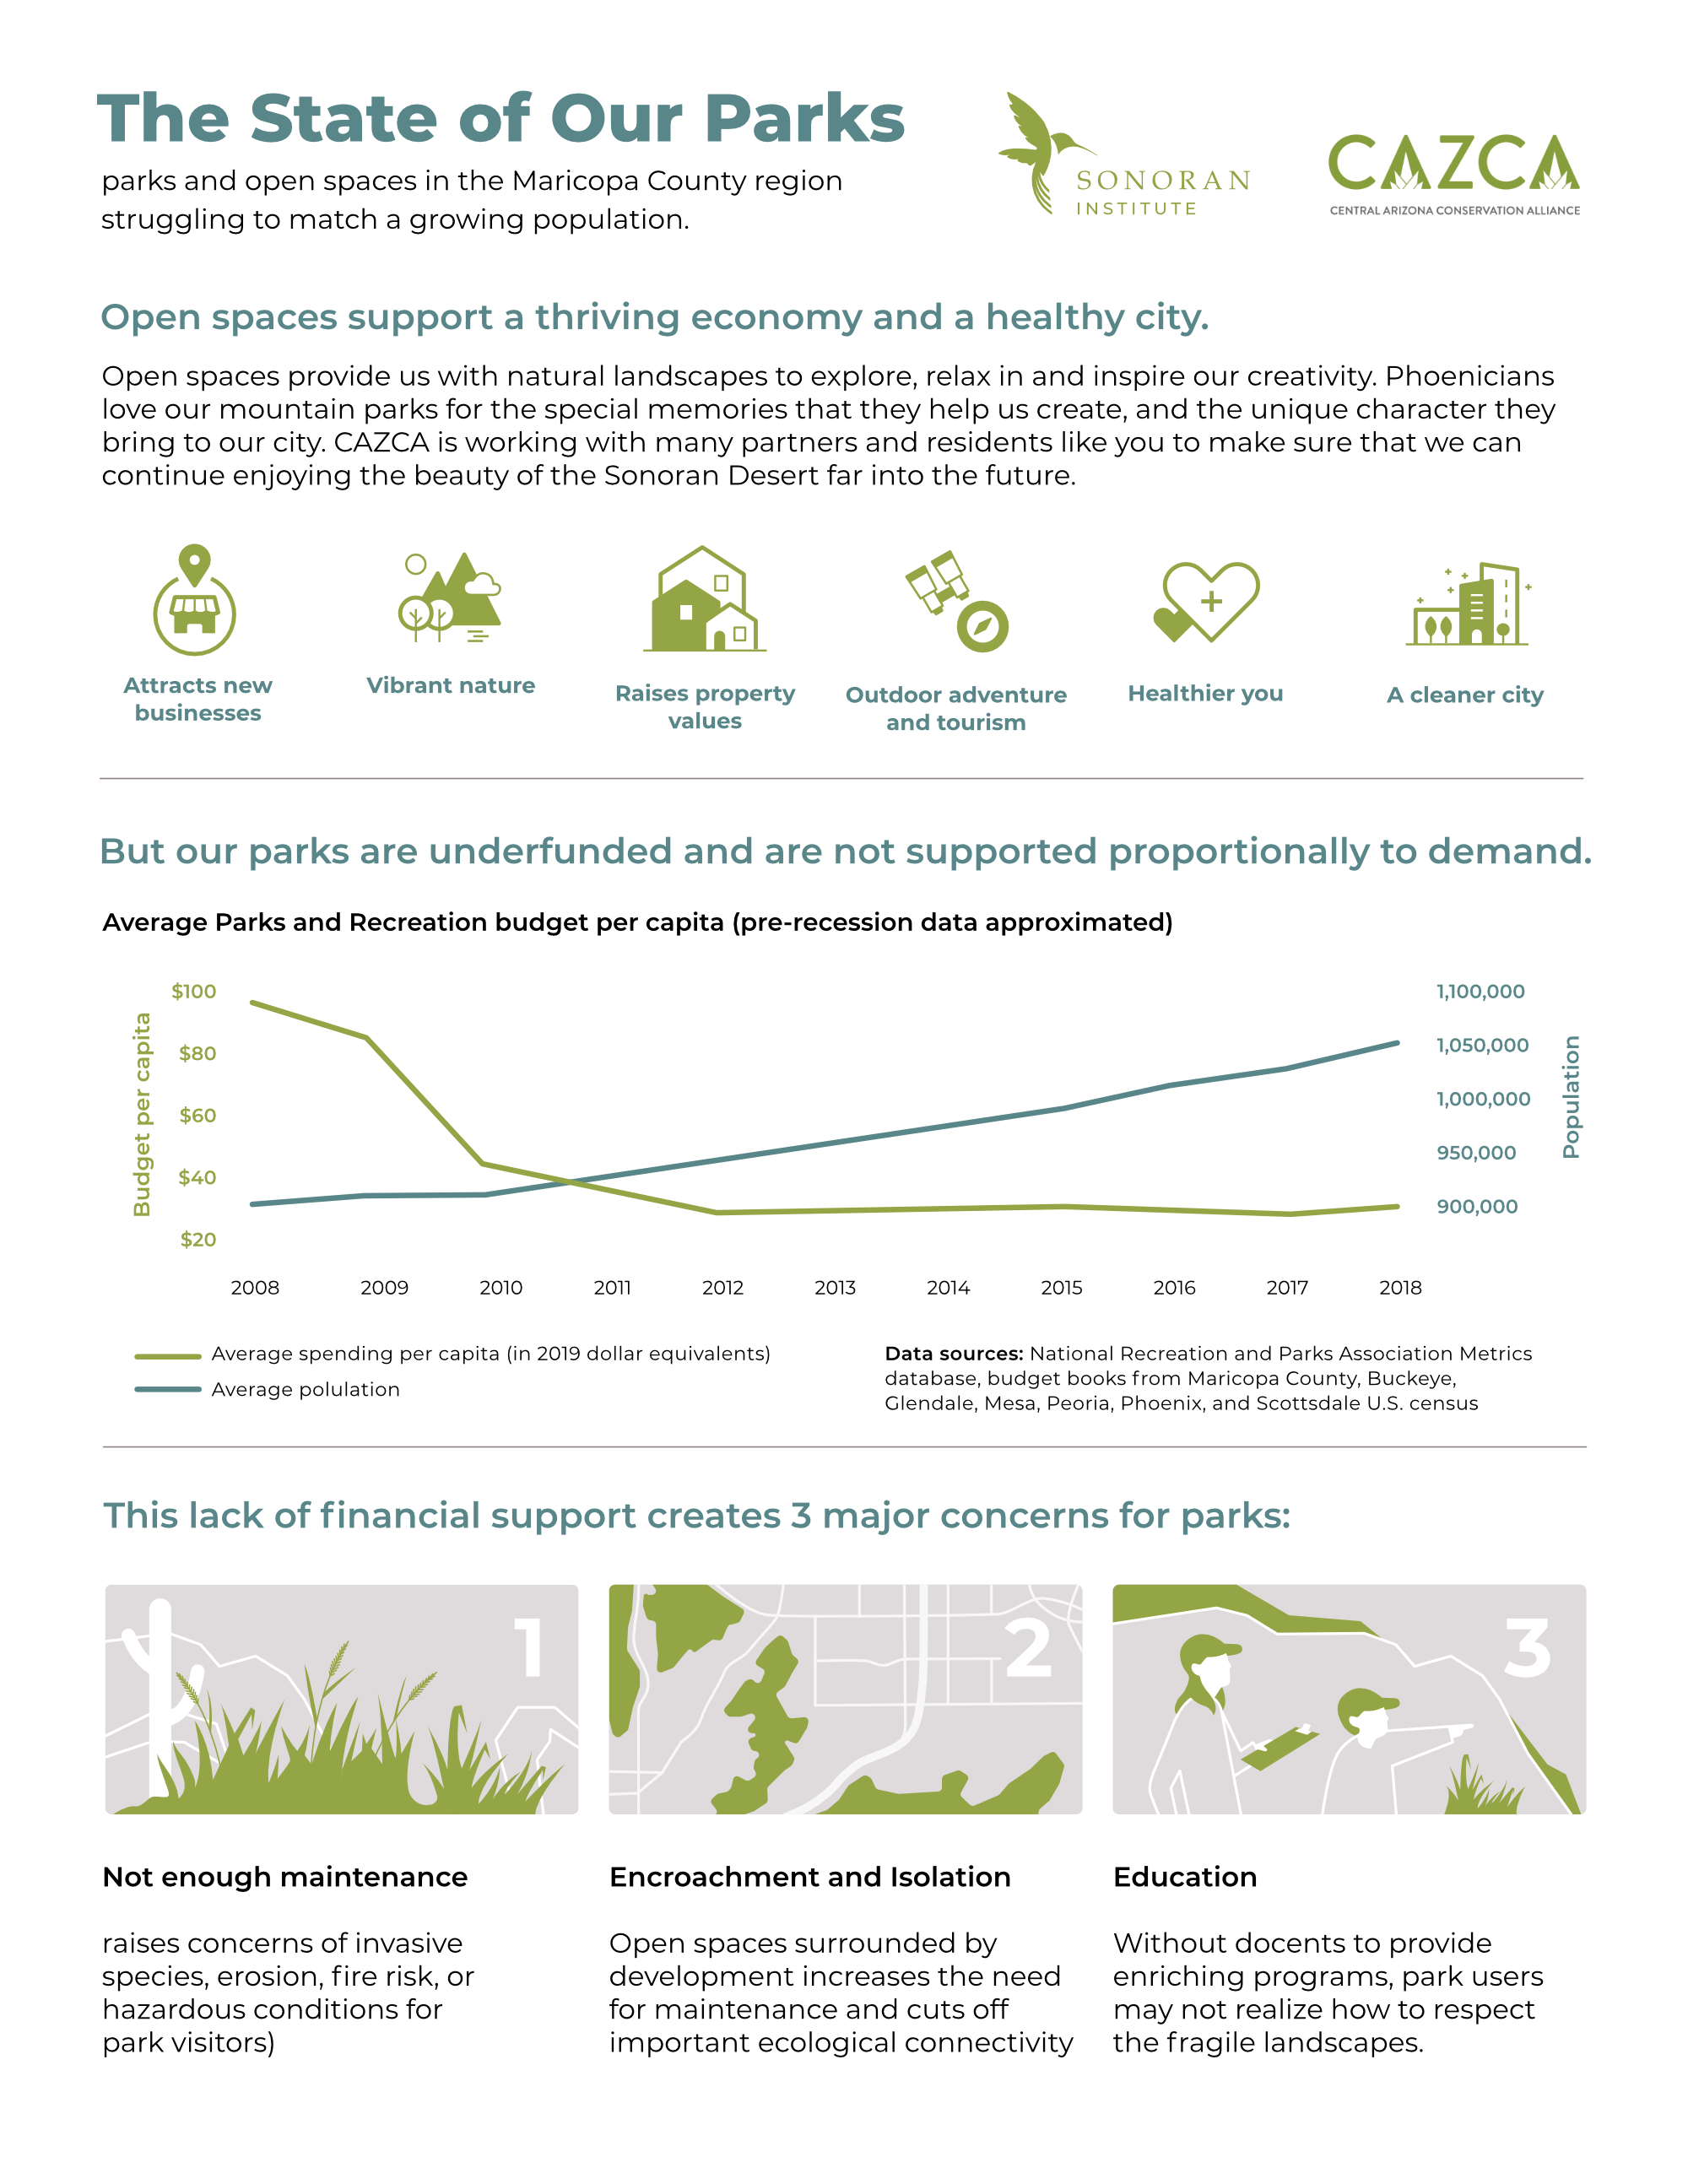 The State of Our Parks
parks and open spaces in the Maricopa County region
struggling to match a growing population.
SONORAN
INSTITUTE
CAZCA
CENTRAL ARIZONA CONSERVATION ALLIANCE
Open spaces support a thriving economy and a healthy city.
Open spaces provide us with natural landscapes to explore, relax in and inspire our creativity. Phoenicians
love our mountain parks for the special memories that they help us create, and the unique character they
bring to our city. CAZCA is working with many partners and residents like you to make sure that we can
continue enjoying the beauty of the Sonoran Desert far into the future.
Attracts new
businesses
Vibrant nature
Raises property
values
Outdoor adventure
and tourism
Healthier you
A cleaner city
But our parks are underfunded and are not supported proportionally to demand.
Average Parks and Recreation budget per capita (pre-recession data approximated)
Budget per capita
$100
$80
$60
$40
$20
1,100,000
1,050,000
1,000,000
950,000
900,000
Population
2008 2009 2010 2011 2012 2013 2014 2015 2016 2017 2018
Average spending per capita (in 2019 dollar equivalents)
Average polulation
Data sources: National Recreation and Parks Association Metrics
database, budget books from Maricopa County, Buckeye,
Glendale, Mesa, Peoria, Phoenix, and Scottsdale U.S. census
This lack of financial support creates 3 major concerns for parks:
1
2
3
Not enough maintenance
raises concerns of invasive
species, erosion, fire risk, or
hazardous conditions for
park visitors)
Encroachment and Isolation
Open spaces surrounded by
development increases the need
for maintenance and cuts off
important ecological connectivity
Education
Without docents to provide
enriching programs, park users
may not realize how to respect
the fragile landscapes.